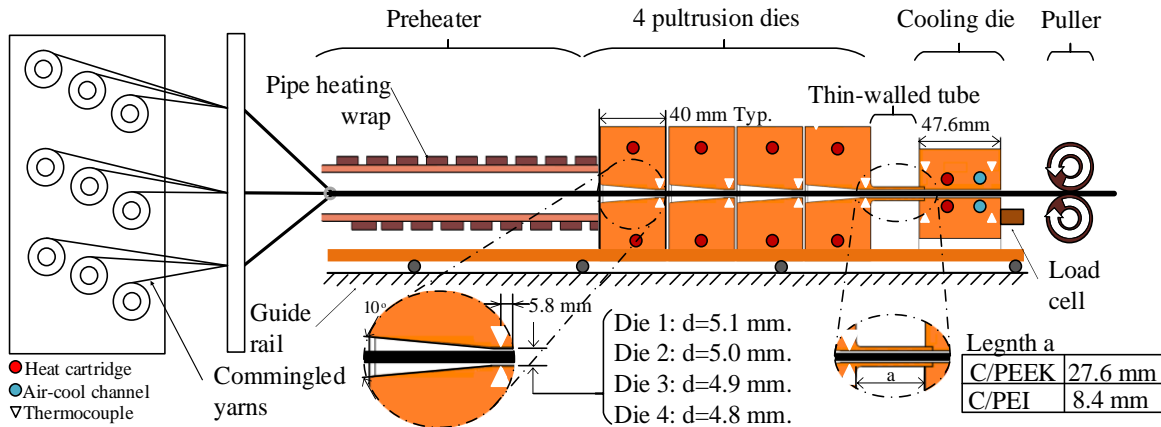 Preheater
4 pultrusion dies
Cooling die
Puller
Pipe heating
wrap
40 mm Typ.
Thin-walled tube
47.6mm
Load
cell
Guide
rail
10°
5.8 mm
Die 1: d=5.1 mm.
Die 2: d=5.0 mm.
Die 3: d=4.9 mm.
Die 4: d=4.8 mm.
a
Legnth a
C/PEEK 27.6 mm
C/PEI 8.4 mm
Commingled
yarns
Heat cartridge
Air-cool channel
Thermocouple